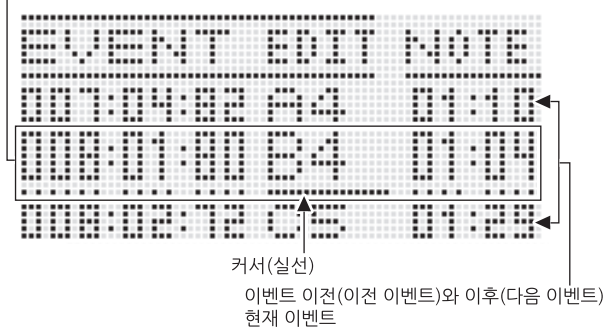 EVENT EDIT NOTE
007:04:82 A4 01:10
008:01:80 B4 01:04
008:02:72 C5 01:29
커서(실선)
이벤트 이전(이전 이벤트)와 이후(다음 이벤트)
현재 이벤트